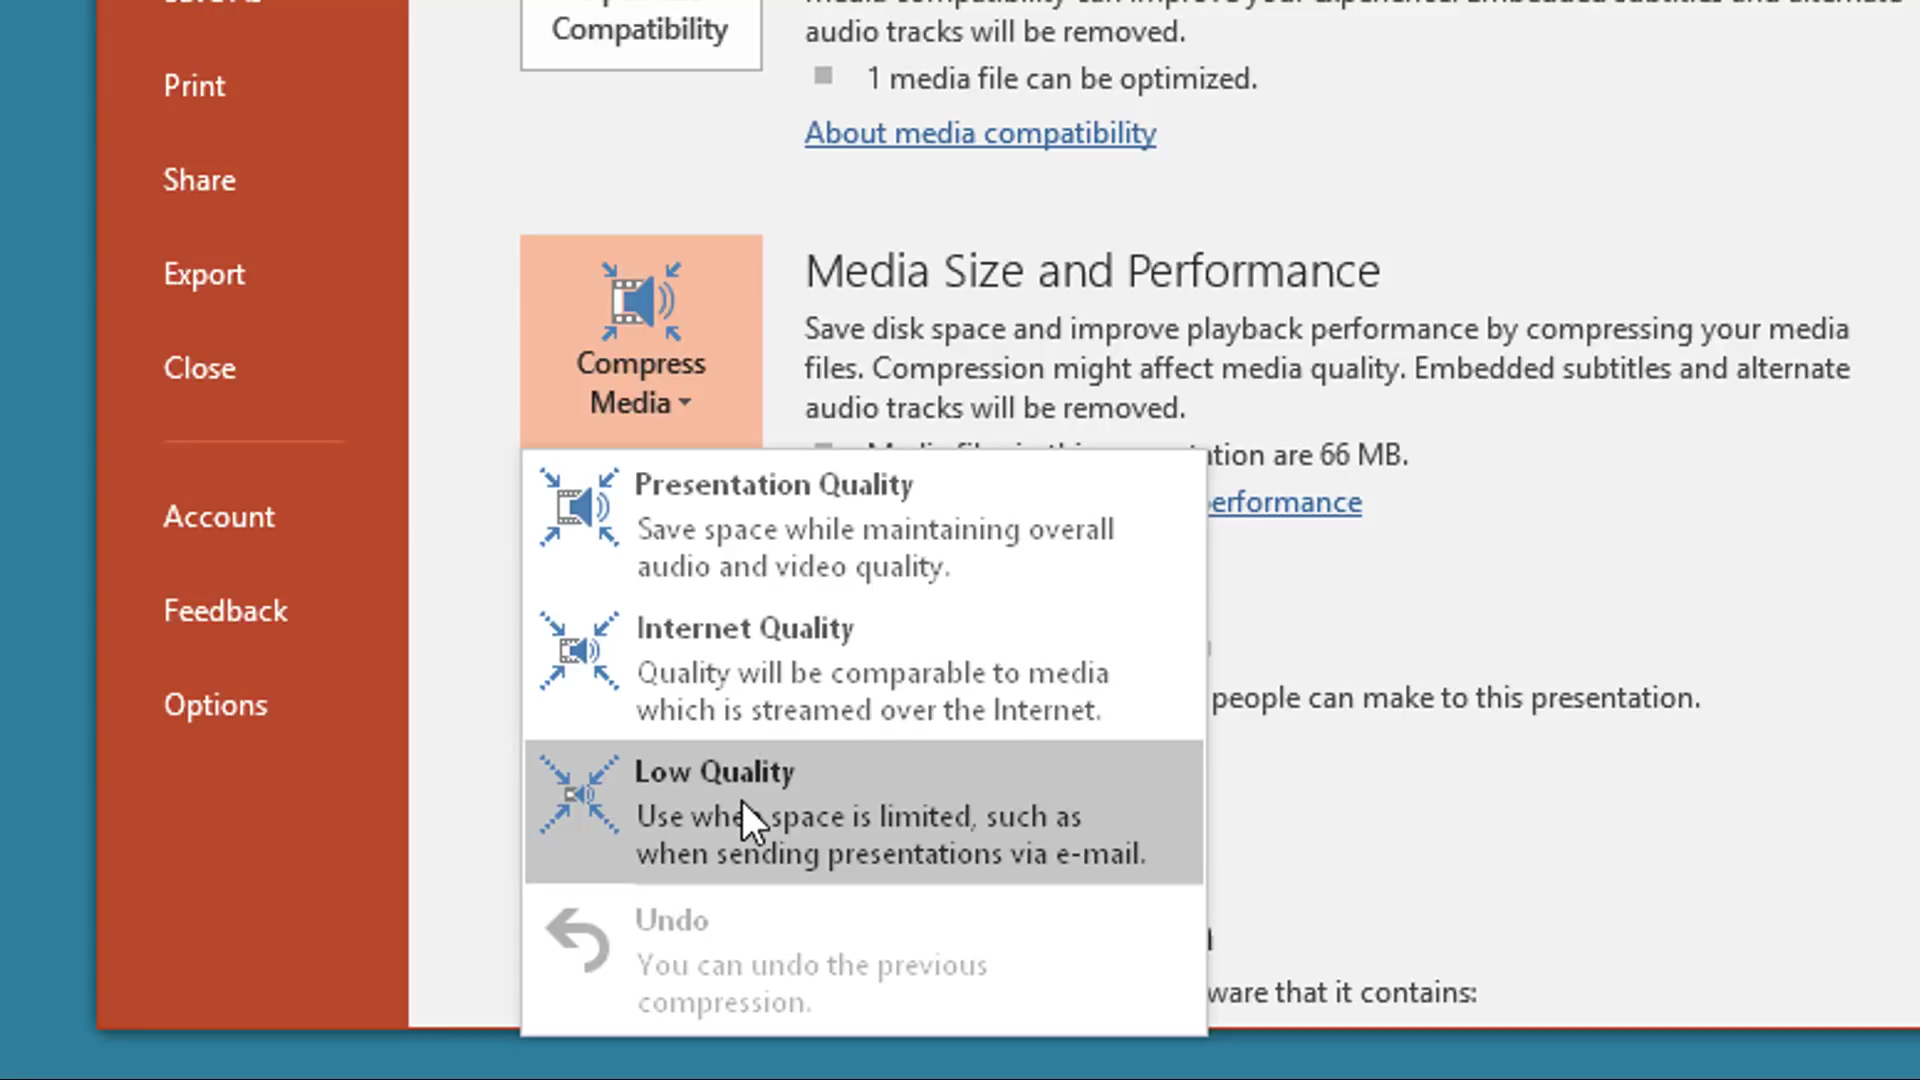 Print
Share
Export
Close
Account
Feedback
Options
Compatibility
audio tracks will be removed.
1 media file can be optimized.
About media compatibility
Compress
Media
Media Size and Performance
Save disk space and improve playback performance by compressing your media
files. Compression might affect media quality. Embedded subtitles and alternate
audio tracks will be removed.
are 66 MB.
Presentation Quality
Save space while maintaining overall
audio and video quality.
Internet Quality
Quality will be comparable to media
which is streamed over the Internet.
Low Quality
Use when space is limited, such as
when sending presentations via e-mail.
Undo
You can undo the previous
compression.
people can make to this presentation.
that it contains: